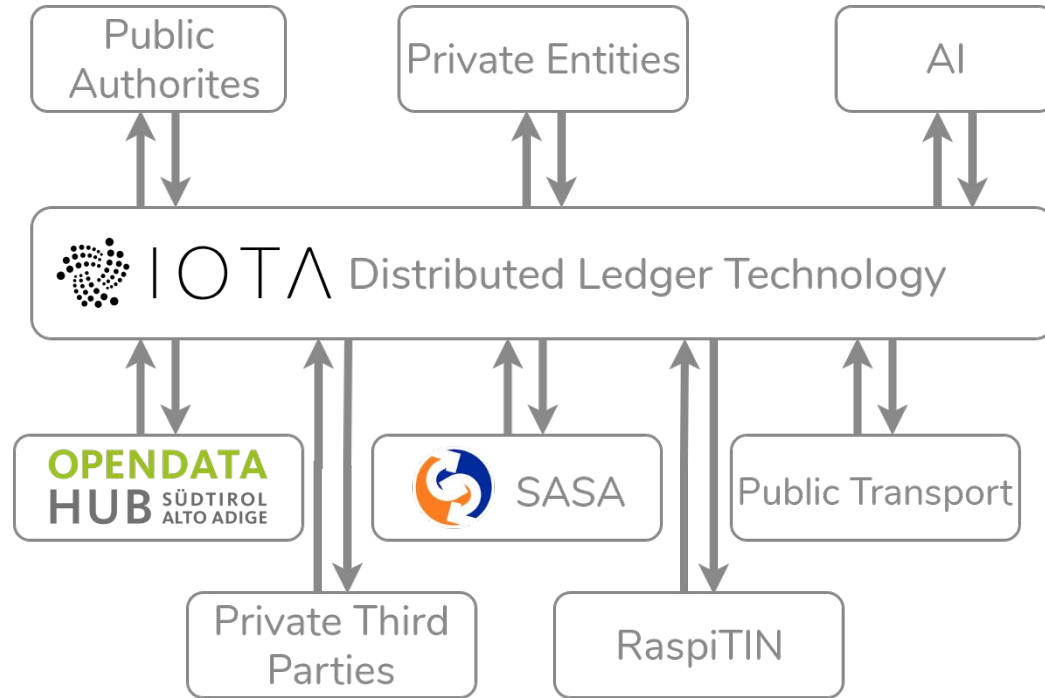 Public
Authorites
Private Entities
AI
IOTA Distributed Ledger Technology
OPENDATA
HUB SÜDTIROL
ALTO ADIGE
SASA
Public Transport
Private Third
Parties
RaspiTIN